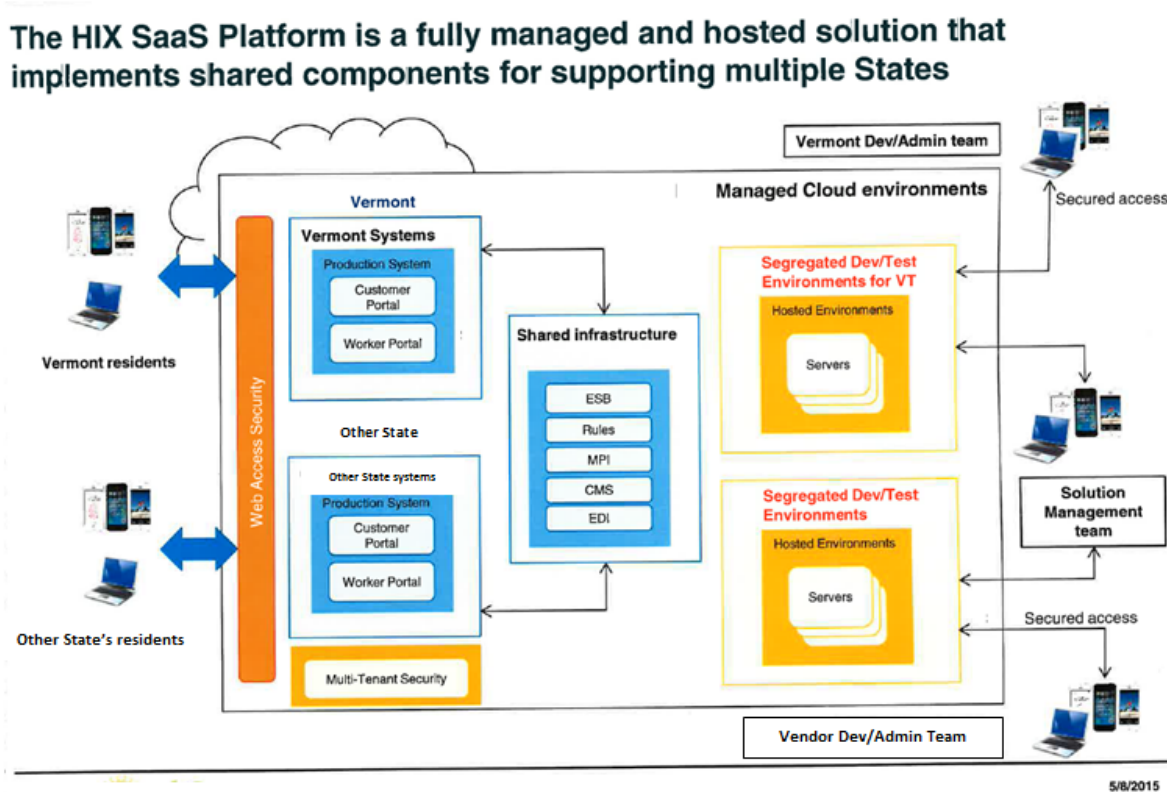 The HIX SaaS Platform is a fully managed and hosted solution that
implements shared components for supporting multiple States
Vermont Dev/Admin team
Secured access
Managed Cloud environments
Vermont
Vermont Systems
Production System
Customer
Portal
Worker Portal
Vermont residents
Web Access Security
Shared infrastructure
ESB
Rules
MPI
CMS
EDI
Segregated Dev/Test
Environments for VT
Hosted Environments
Servers
Other State
Other State systems
Production System
Customer
Portal
Worker Portal
Other State's residents
Multi-Tenant Security
Segregated Dev/Test
Environments
Hosted Environments
Servers
Solution
Management
team
Secured access
Vendor Dev/Admin Team
5/8/2015